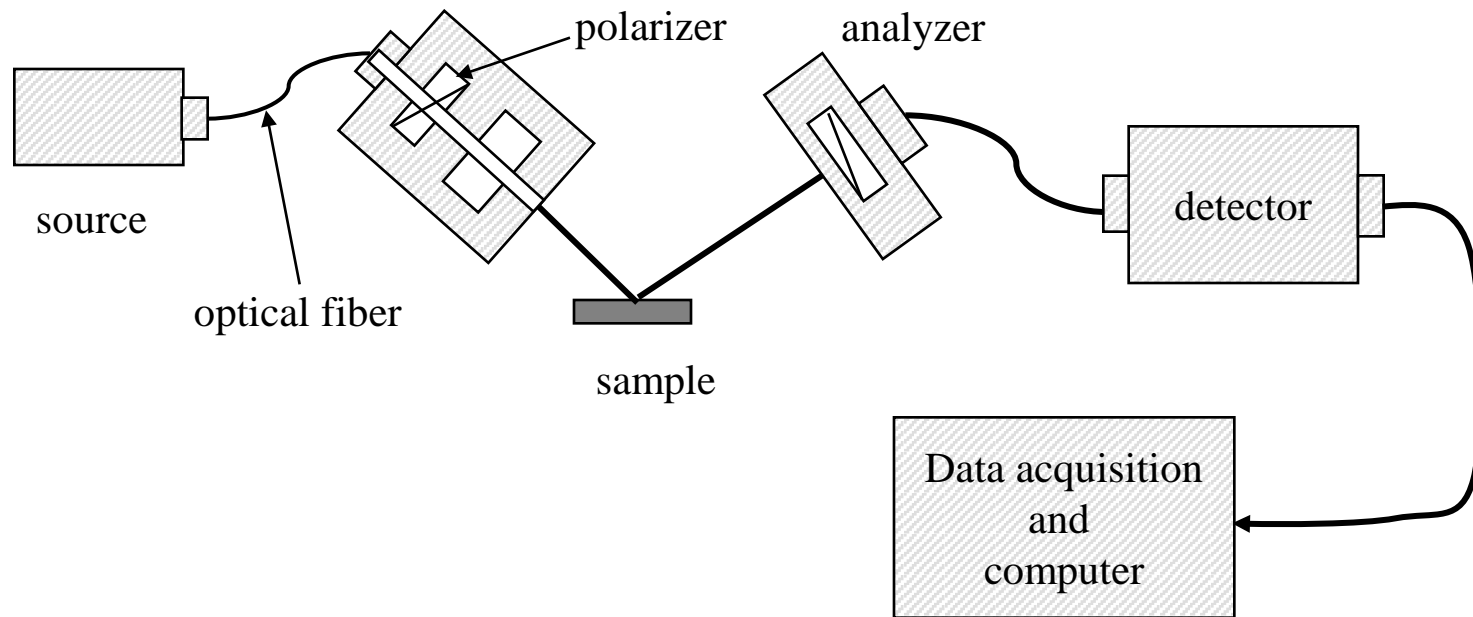 polarizer
analyzer
source
optical fiber
detector
sample
Data acquisition
and
computer